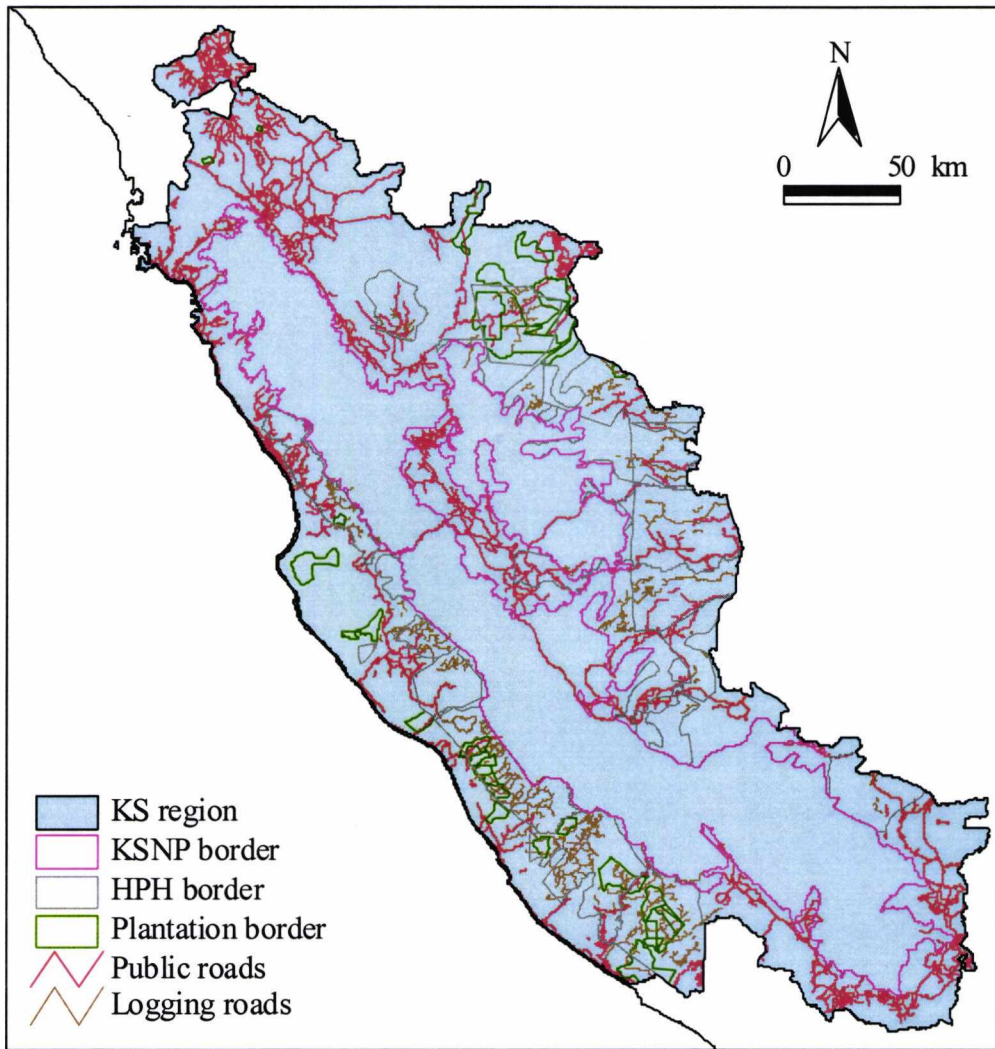 N
0 50 km
KS region
KSNP border
HPH border
Plantation border
Public roads
Logging roads